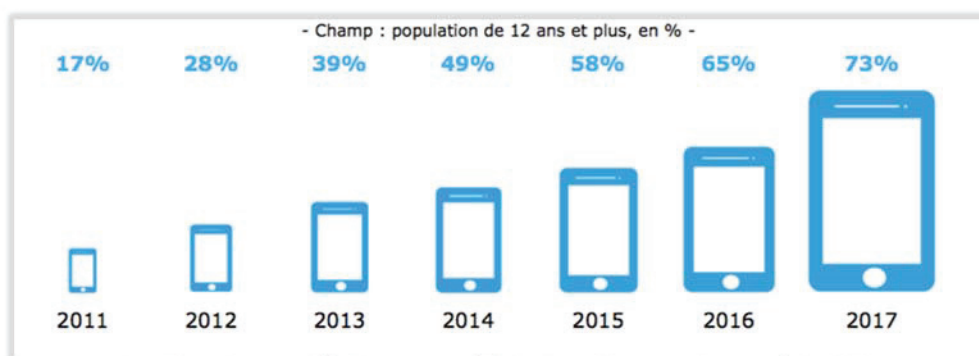 - Champ : population de 12 ans et plus, en % -
17% 28% 39% 49% 58% 65% 73%
2011 2012 2013 2014 2015 2016 2017